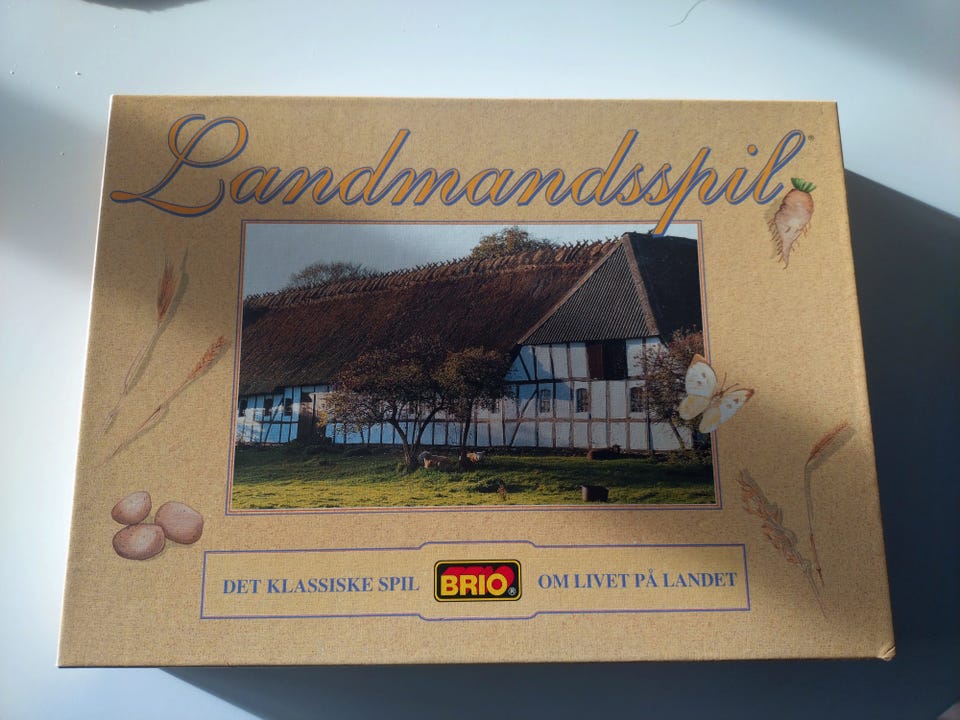 Landmandsspil®
DET KLASSISKE SPIL BRIO® OM LIVET PÅ LANDET